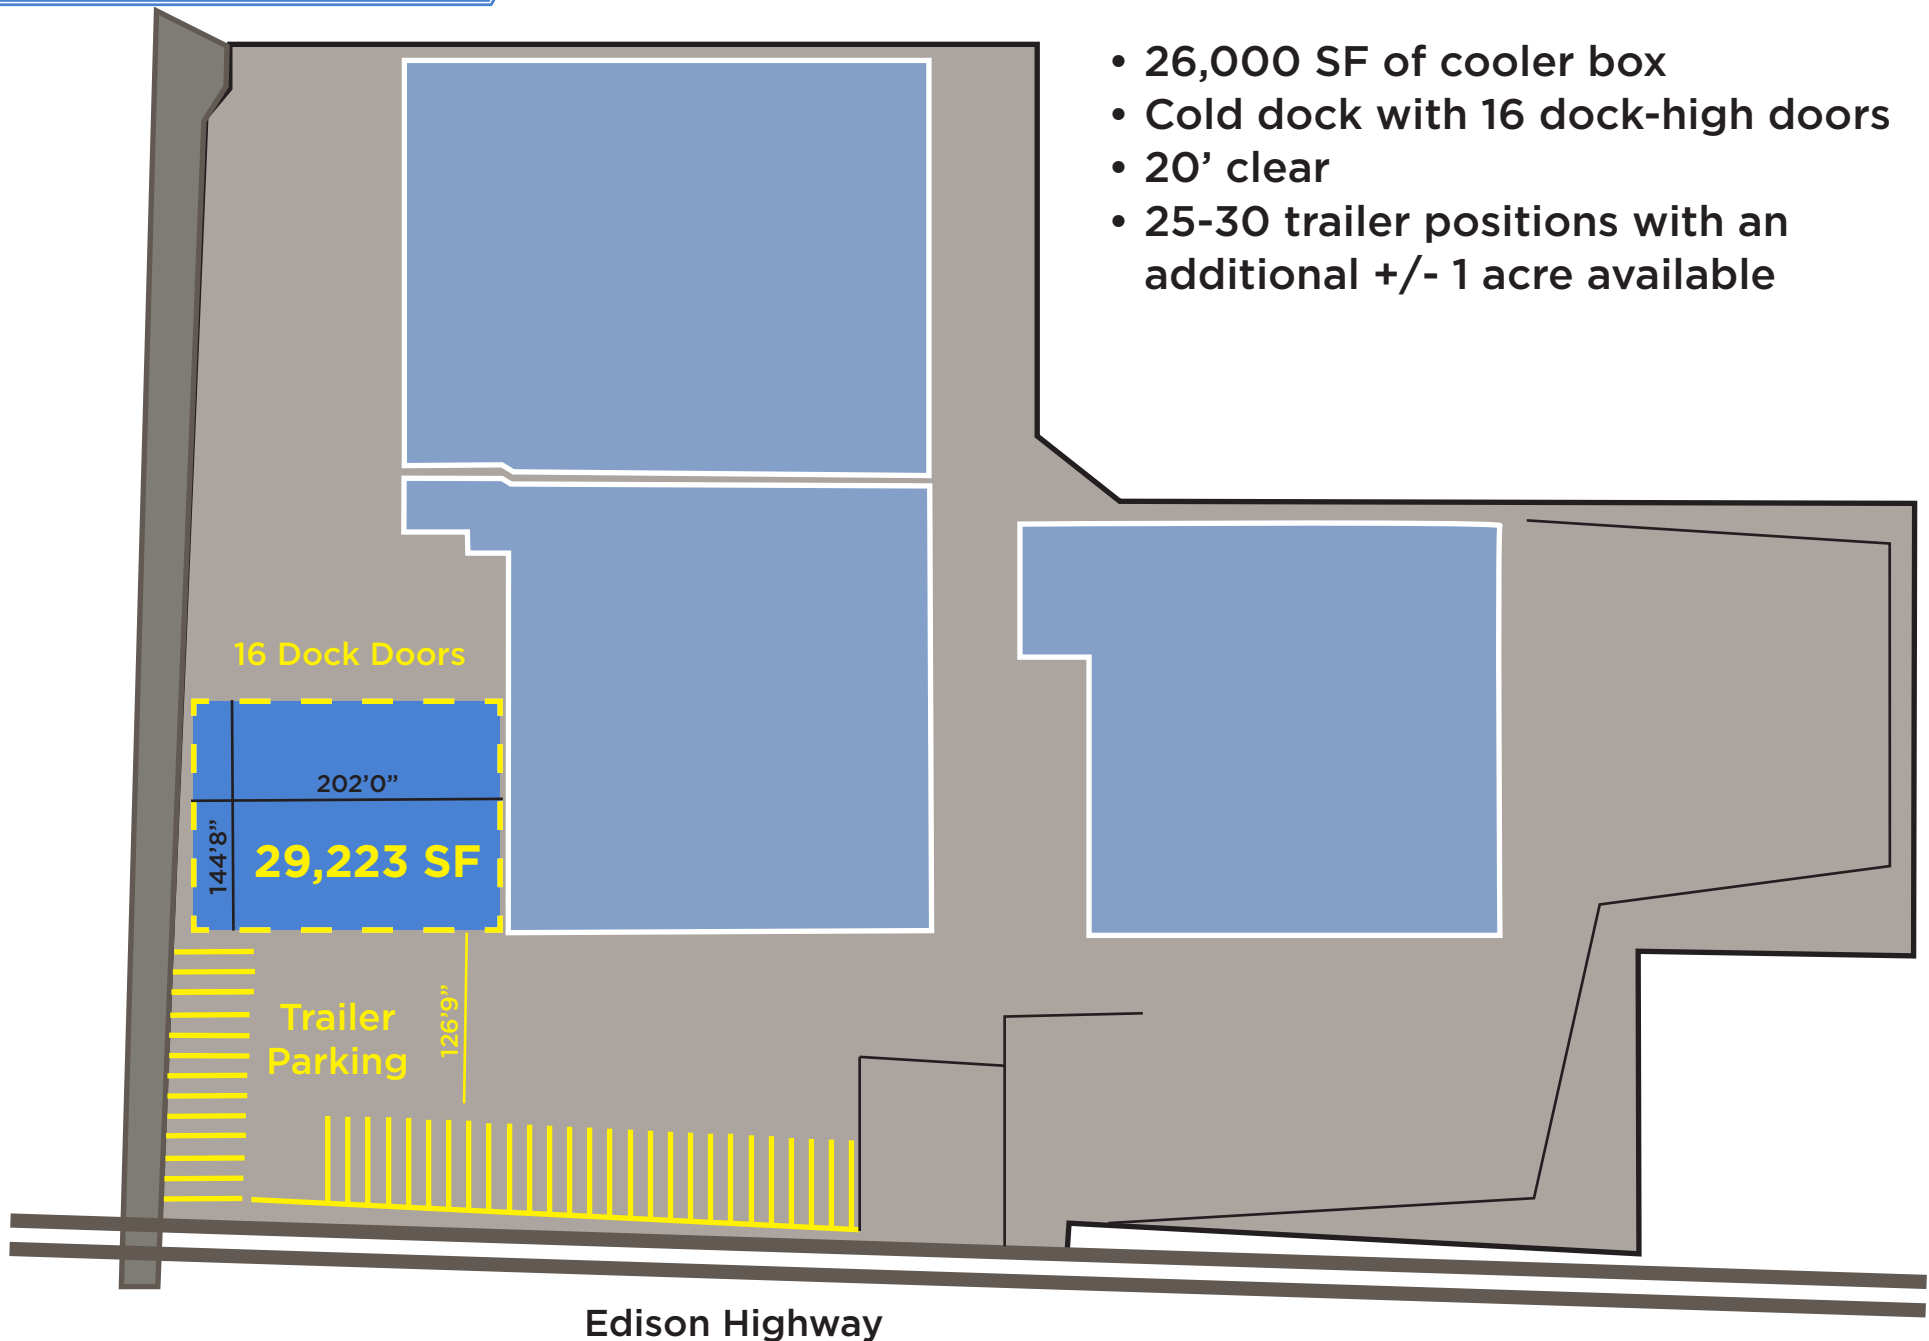 • 26,000 SF of cooler box
• Cold dock with 16 dock-high doors
• 20’ clear
• 25-30 trailer positions with an
additional +/- 1 acre available
16 Dock Doors
202’0”
144’8”
29,223 SF
Trailer
Parking
126’9”
Edison Highway